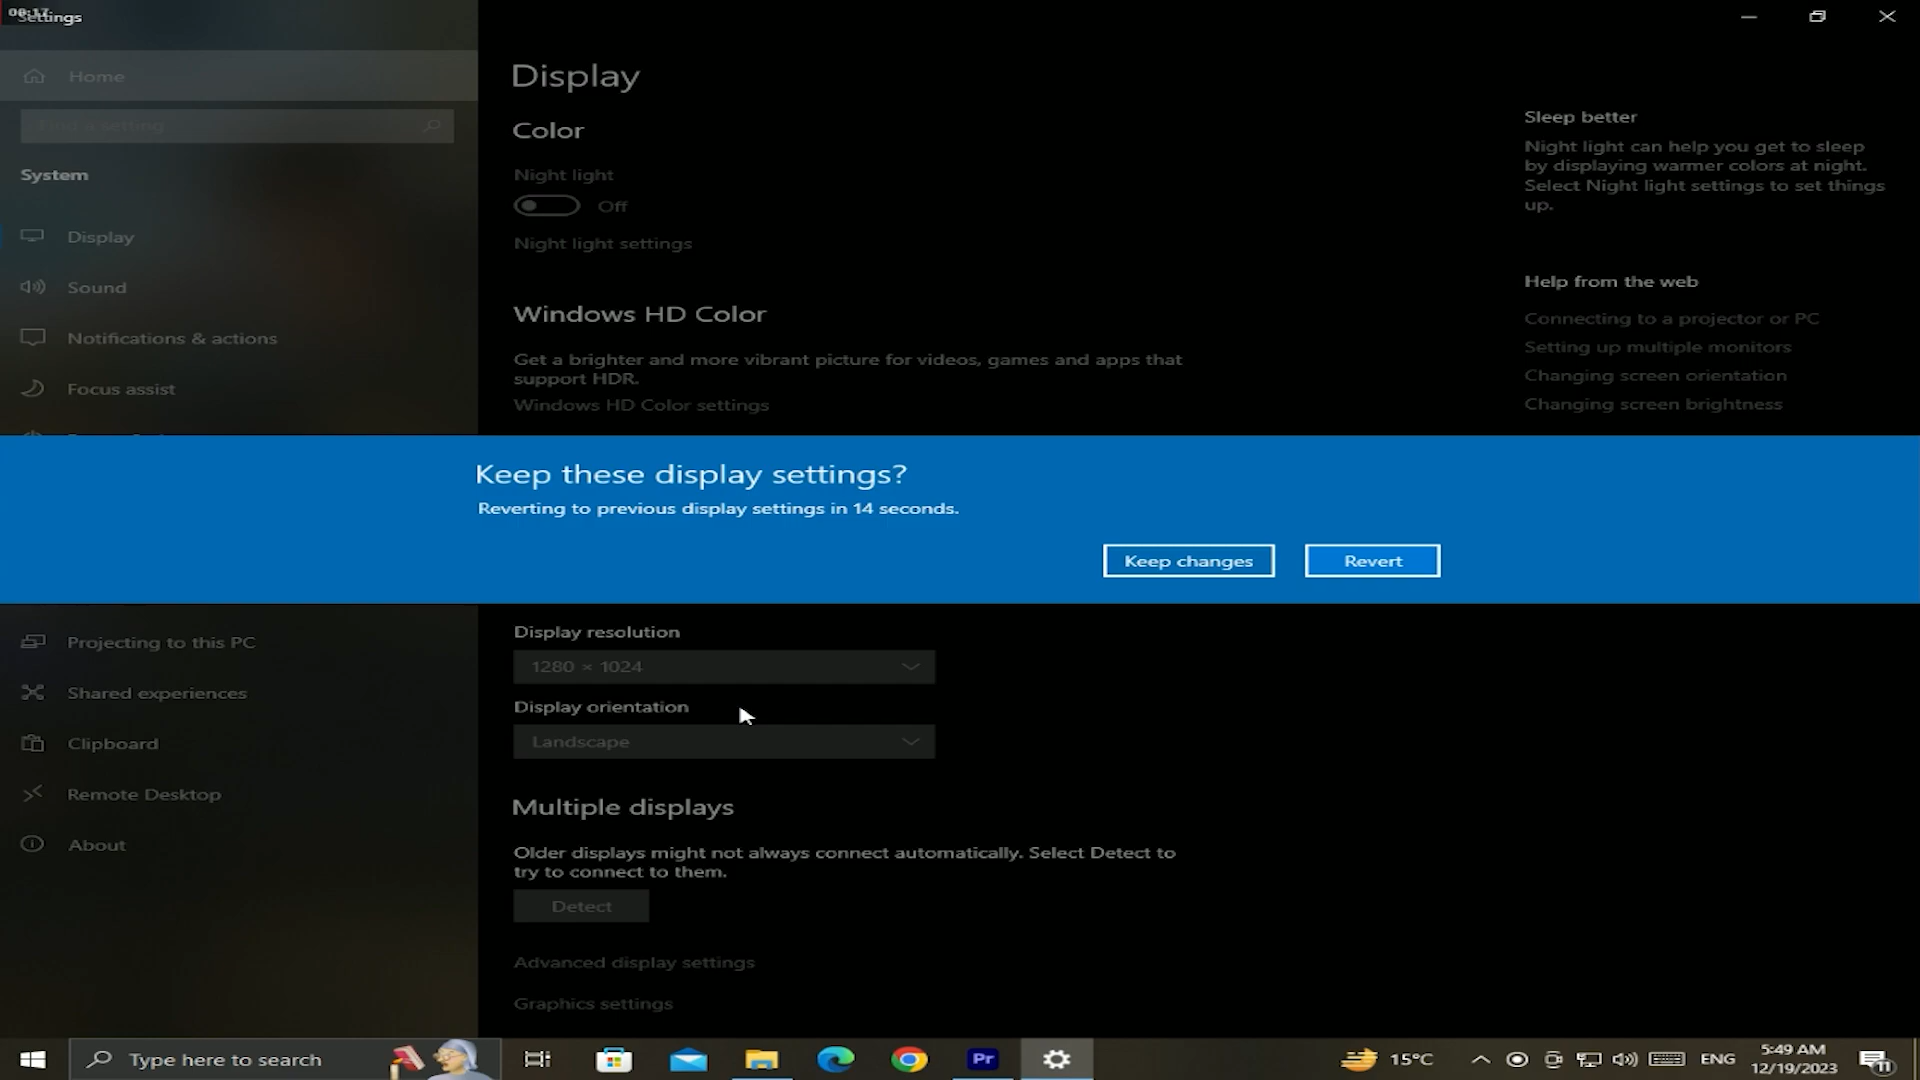 00:17
Settings
Home
Find a setting
System
Display
Sound
Notifications & actions
Focus assist
Projecting to this PC
Shared experiences
Clipboard
Remote Desktop
About
Display
Color
Night light
Off
Night light settings
Windows HD Color
Get a brighter and more vibrant picture for videos, games and apps that
support HDR.
Windows HD Color settings
Sleep better
Night light can help you get to sleep
by displaying warmer colors at night.
Select Night light settings to set things
up.
Help from the web
Connecting to a projector or PC
Setting up multiple monitors
Changing screen orientation
Changing screen brightness
Keep these display settings?
Reverting to previous display settings in 14 seconds.
Keep changes
Revert
Display resolution
1280 × 1024
Display orientation
Landscape
Multiple displays
Older displays might not always connect automatically. Select Detect to
try to connect to them.
Detect
Advanced display settings
Graphics settings
Type here to search
Pr
15°C
ENG
5:49 AM
12/19/2023
11